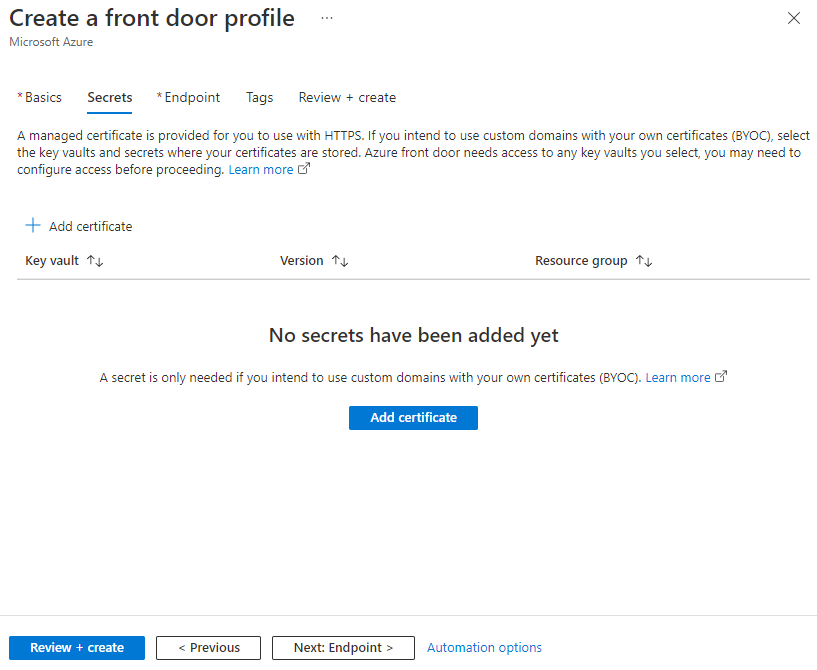 Create a front door profile ...
Microsoft Azure
* Basics Secrets * Endpoint Tags Review + create
A managed certificate is provided for you to use with HTTPS. If you intend to use custom domains with your own certificates (BYOC), select
the key vaults and secrets where your certificates are stored. Azure front door needs access to any key vaults you select, you may need to
configure access before proceeding. Learn more
Add certificate
Key vault Version Resource group
No secrets have been added yet
A secret is only needed if you intend to use custom domains with your own certificates (BYOC). Learn more
Add certificate
Review + create < Previous Next: Endpoint > Automation options